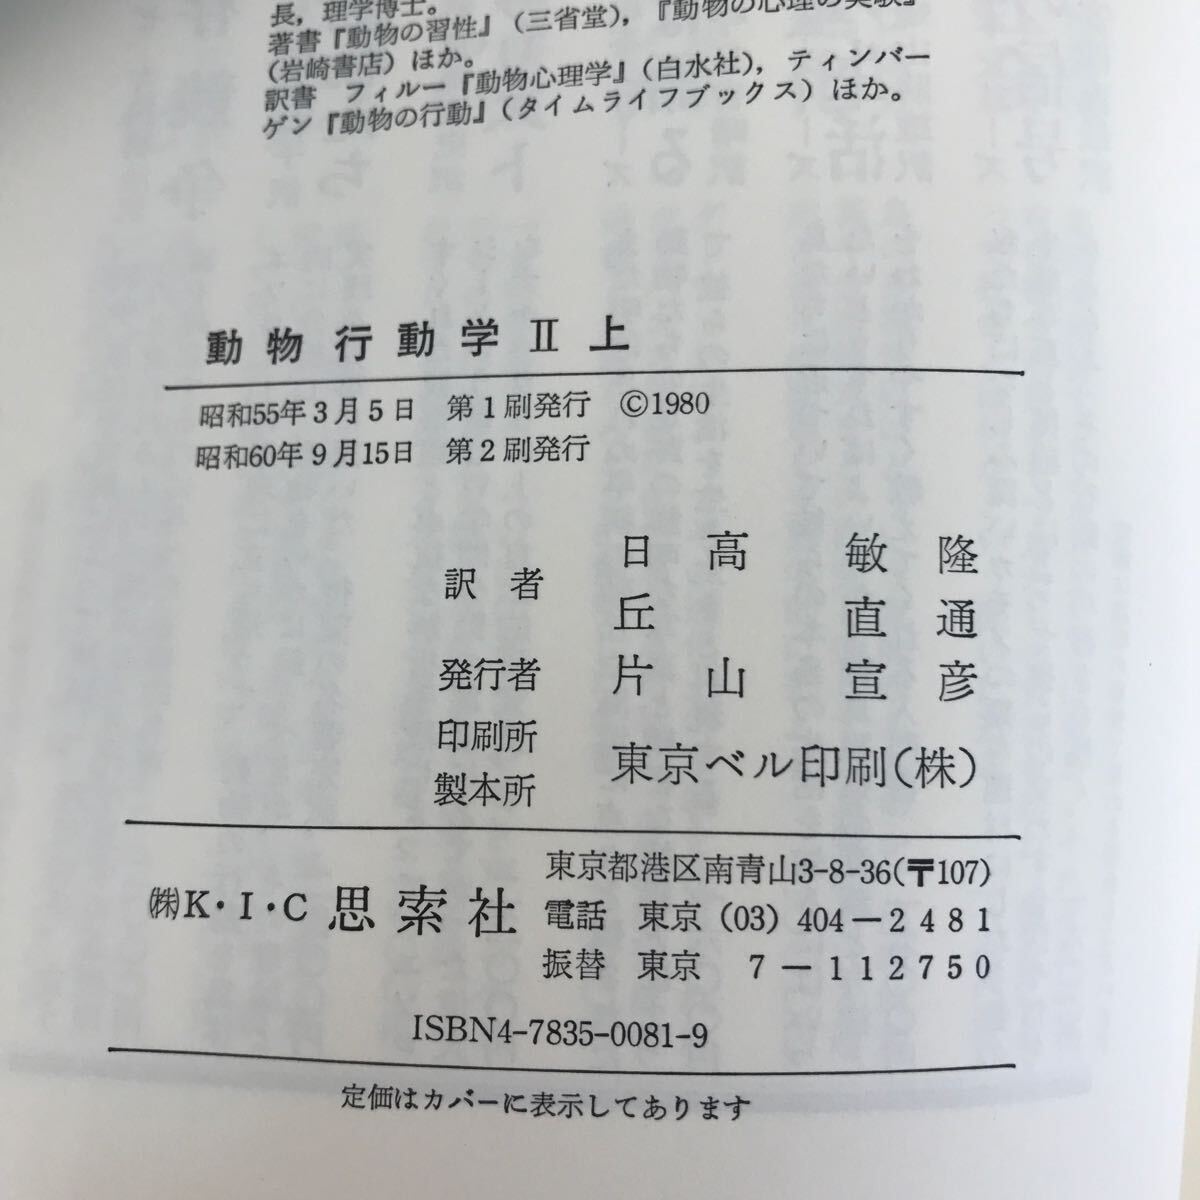 長，理学博士。
著書『動物の習性』（三省堂），『動物の心理の実験』
（岩崎書店）ほか。
訳書　フィルー『動物心理学』（白水社），ティンバー
ゲン『動物の行動』（タイムライフブックス）ほか。
動物行動学Ⅱ上
昭和55年3月5日　第1刷発行　©1980
昭和60年9月15日　第2刷発行
訳者　日高敏隆
丘直通
発行者　片山宣彦
印刷所
製本所　東京ベル印刷（株）
㈱K・I・C思索社
東京都港区南青山3-8-36(〒107)
電話　東京（03）404－2481
振替　東京　7－112750
ISBN4-7835-0081-9
定価はカバーに表示してあります